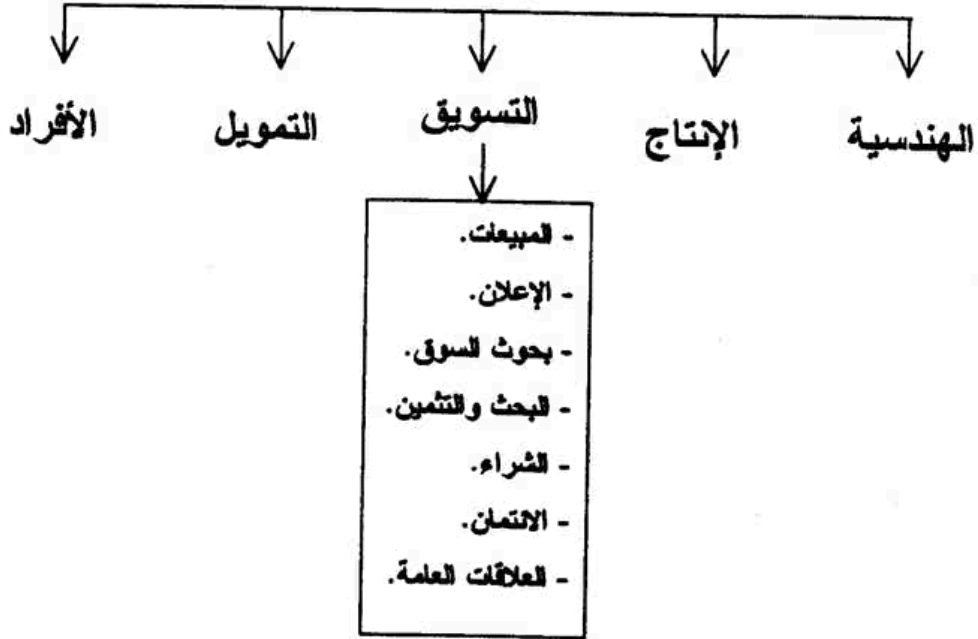 الهندسية
الإنتاج
التسويق
التمويل
الأفراد
- المبيعات.
- الإعلان.
- بحوث السوق.
- البحث والتثمين.
- الشراء.
- الائتمان.
- العلاقات العامة.